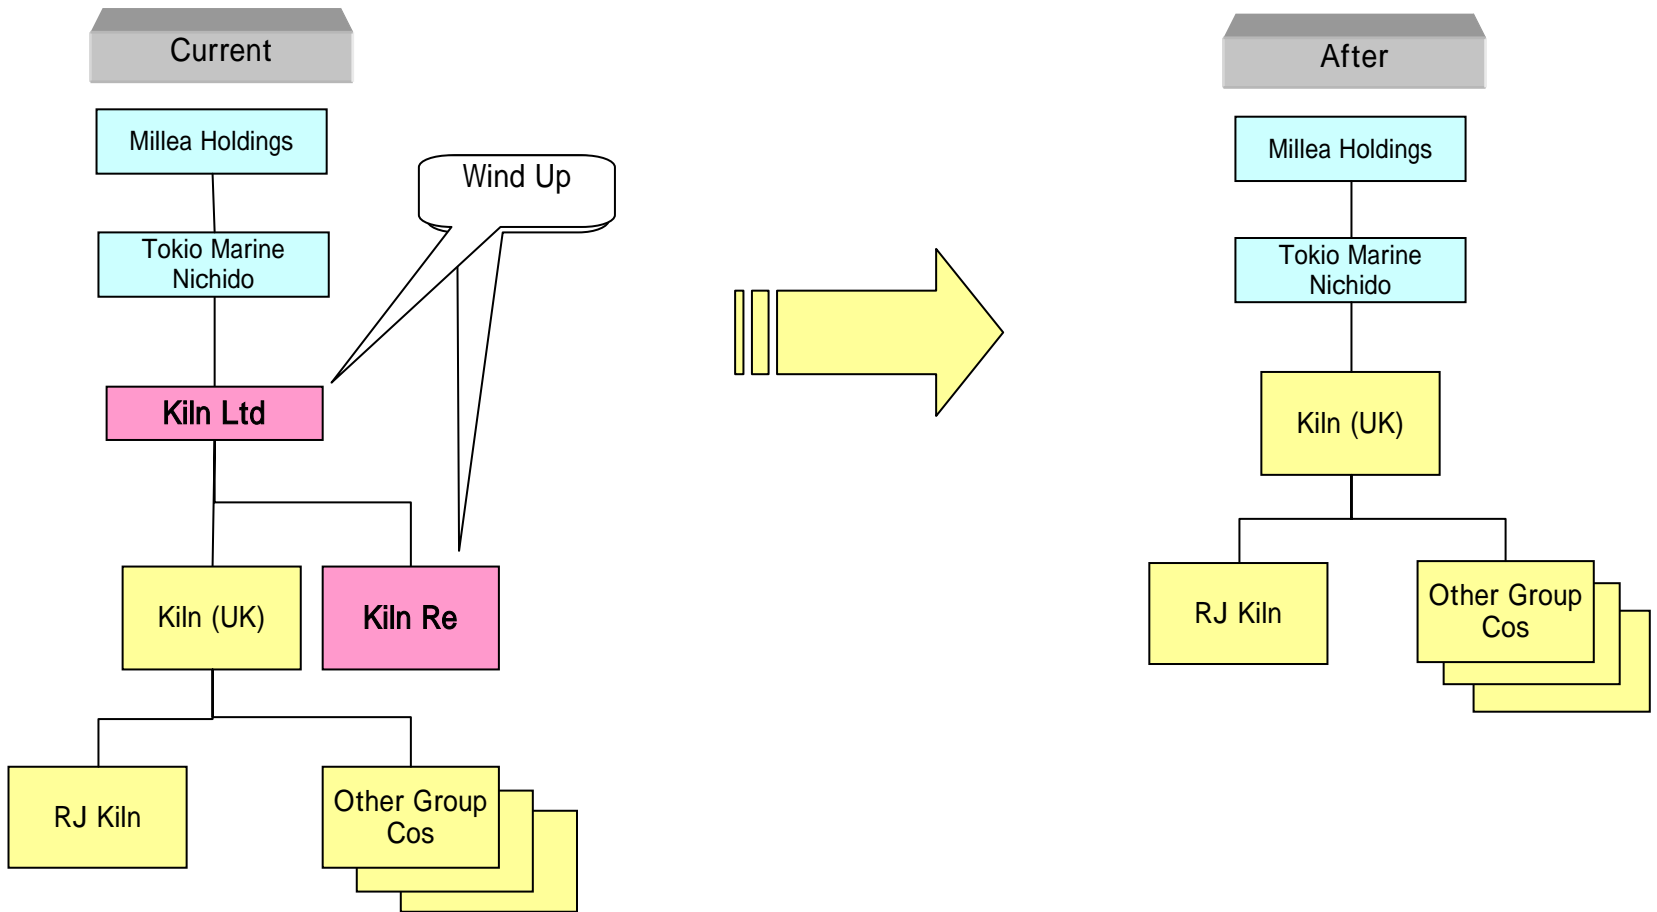 Current
Millea Holdings
Wind Up
Tokio Marine
Nichido
Kiln Ltd
Kiln (UK)
Kiln Re
RJ Kiln
Other Group
Cos
After
Millea Holdings
Tokio Marine
Nichido
Kiln (UK)
RJ Kiln
Other Group
Cos